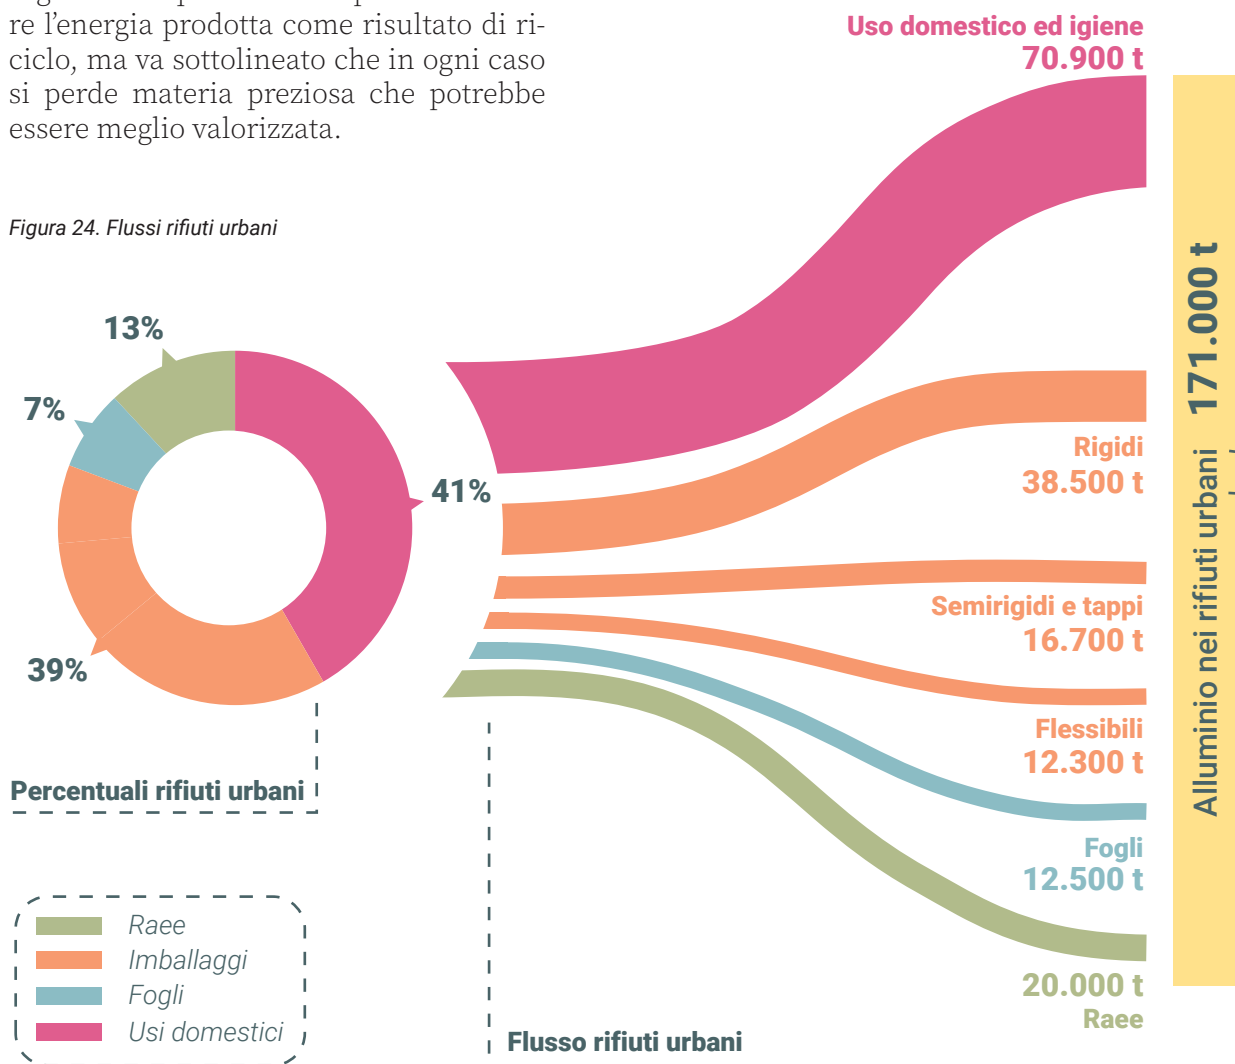 re l’energia prodotta come risultato di ri-
ciclo, ma va sottolineato che in ogni caso
si perde materia preziosa che potrebbe
essere meglio valorizzata.
Figura 24. Flussi rifiuti urbani
13%
7%
41%
39%
Percentuali rifiuti urbani
Raee
Imballaggi
Fogli
Usi domestici
Flusso rifiuti urbani
Uso domestico ed igiene
70.900 t
Rigidi
38.500 t
Semirigidi e tappi
16.700 t
Flessibili
12.300 t
Fogli
12.500 t
20.000 t
Raee
Alluminio nei rifiuti urbani 171.000 t